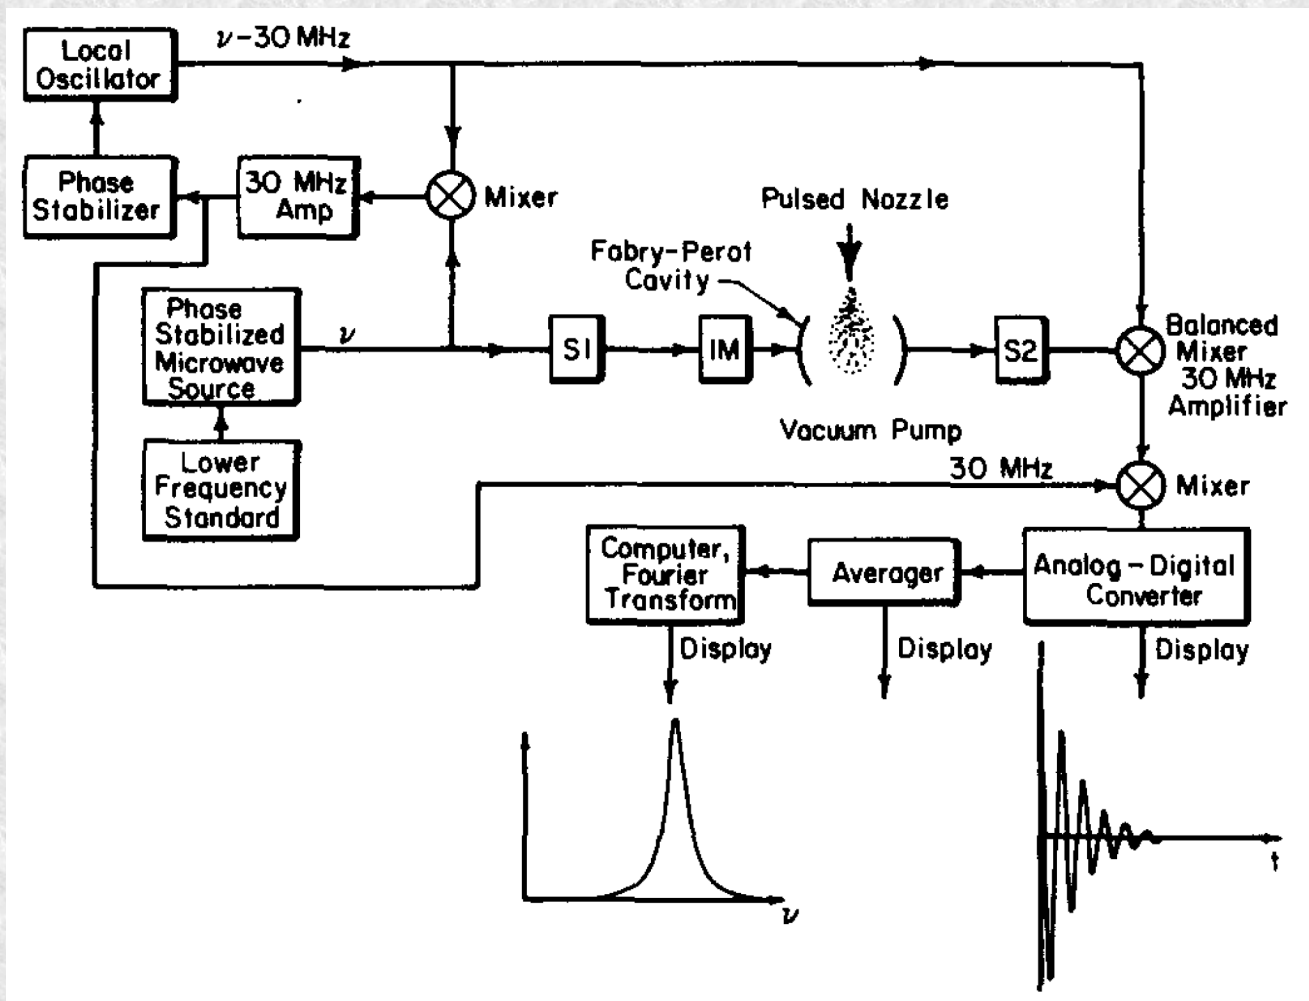 Local
Oscillator
ν-30 MHz
Phase
Stabilizer
30 MHz
Amp
Mixer
Pulsed Nozzle
Fabry-Perot
Cavity
Phase
Stabilized
Microwave
Source
ν
S1
IM
S2
Balanced
Mixer
30 MHz
Amplifier
Vacuum Pump
Lower
Frequency
Standard
30 MHz
Mixer
Computer,
Fourier
Transform
Averager
Analog-Digital
Converter
Display
Display
Display
ν
t